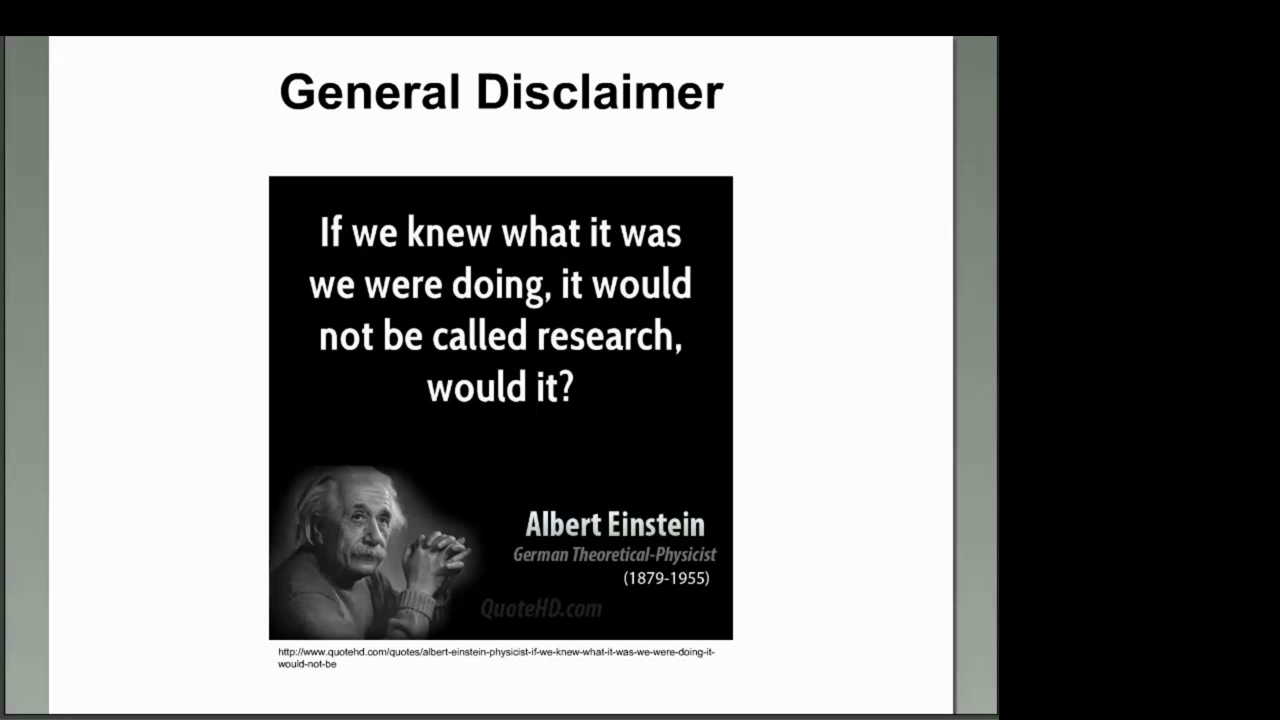 General Disclaimer
If we knew what it was
we were doing, it would
not be called research,
would it?
Albert Einstein
German Theoretical-Physicist
(1879-1955)
QuoteHD.com
http://www.quotehd.com/quotes/albert-einstein-physicist-if-we-knew-what-it-was-we-were-doing-it-
would-not-be